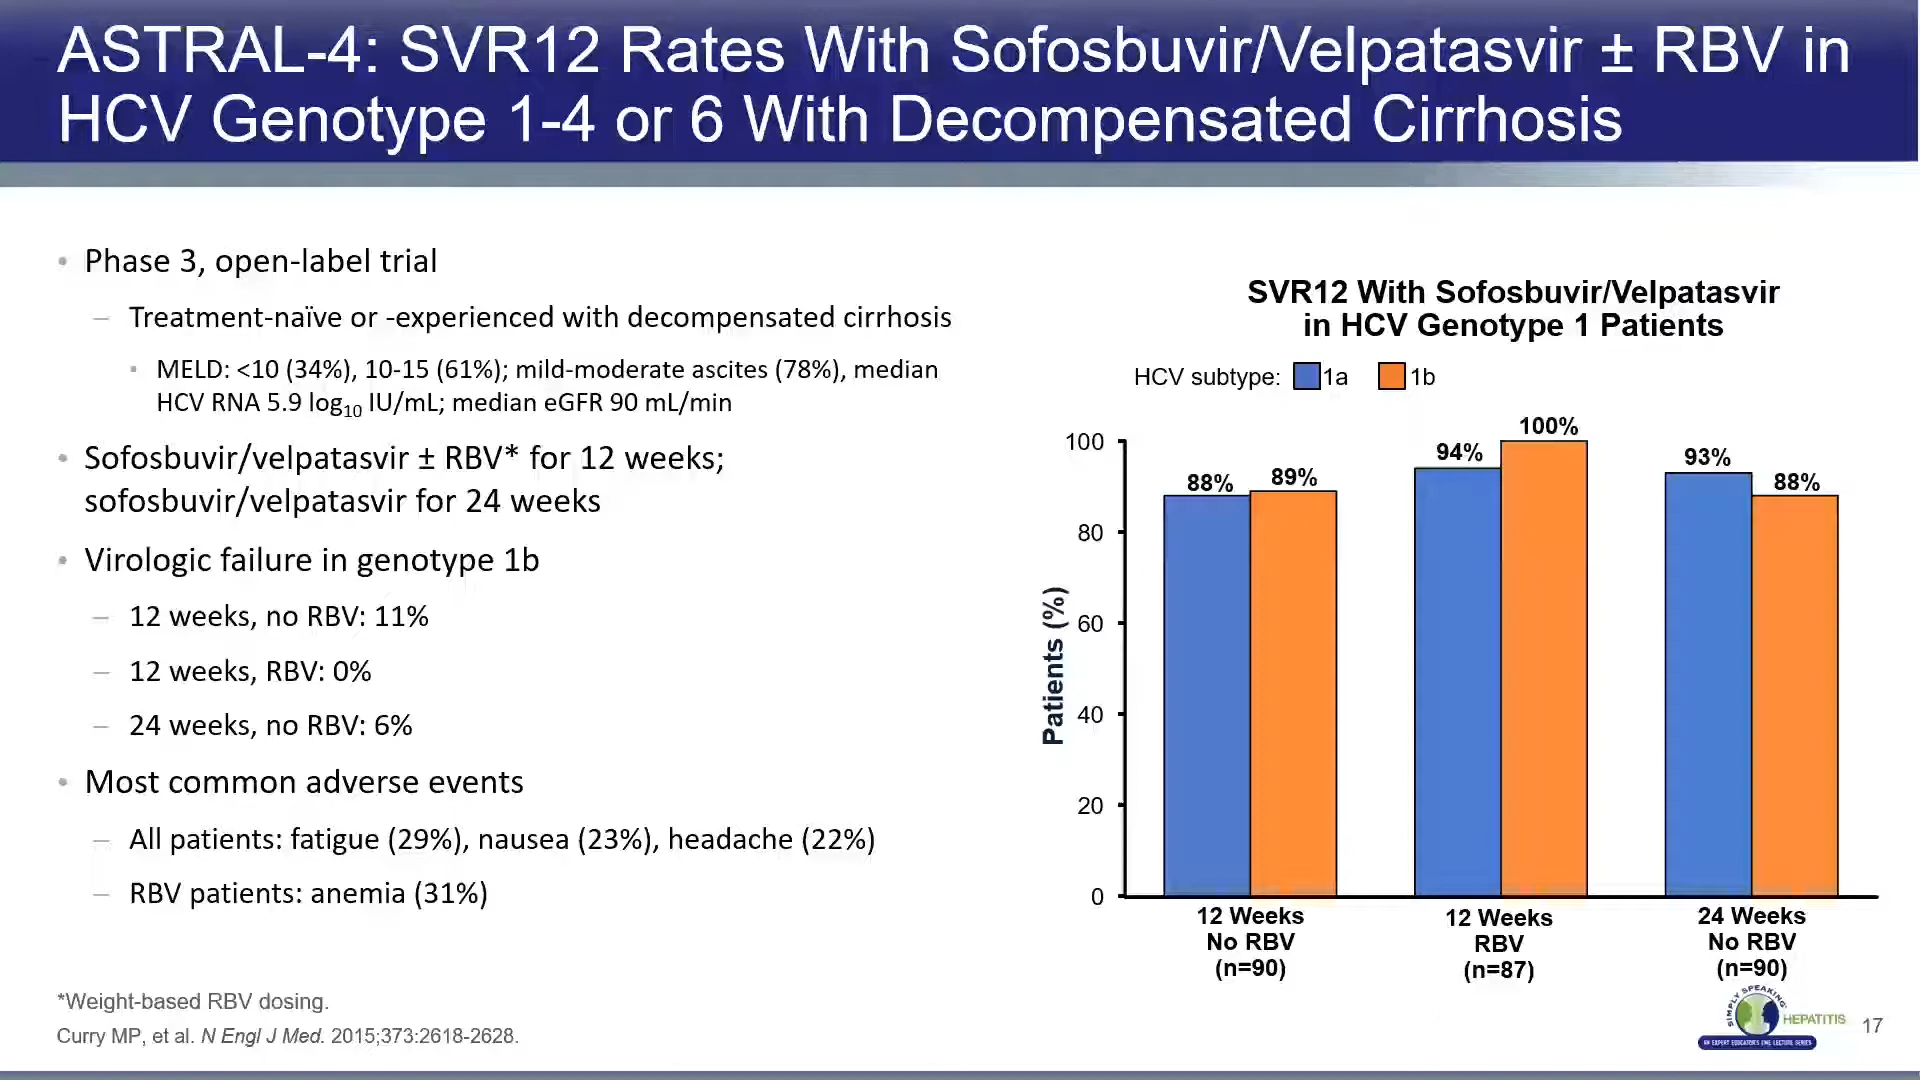 ASTRAL-4: SVR12 Rates With Sofosbuvir/Velpatasvir ± RBV in
HCV Genotype 1-4 or 6 With Decompensated Cirrhosis
• Phase 3, open-label trial
– Treatment-naïve or -experienced with decompensated cirrhosis
▪ MELD: <10 (34%), 10-15 (61%); mild-moderate ascites (78%), median
HCV RNA 5.9 log10 IU/mL; median eGFR 90 mL/min
• Sofosbuvir/velpatasvir ± RBV* for 12 weeks;
sofosbuvir/velpatasvir for 24 weeks
• Virologic failure in genotype 1b
– 12 weeks, no RBV: 11%
– 12 weeks, RBV: 0%
– 24 weeks, no RBV: 6%
• Most common adverse events
– All patients: fatigue (29%), nausea (23%), headache (22%)
– RBV patients: anemia (31%)
*Weight-based RBV dosing.
Curry MP, et al. N Engl J Med. 2015;373:2618-2628.
SVR12 With Sofosbuvir/Velpatasvir
in HCV Genotype 1 Patients
HCV subtype: 1a 1b
Patients (%)
100
80
60
40
20
0
88% 89%
94% 100%
93% 88%
12 Weeks
No RBV
(n=90)
12 Weeks
RBV
(n=87)
24 Weeks
No RBV
(n=90)
SIMPLY SPEAKING
HEPATITIS
AN EXPERT EDUCATORS LIVE LECTURE SERIES
17